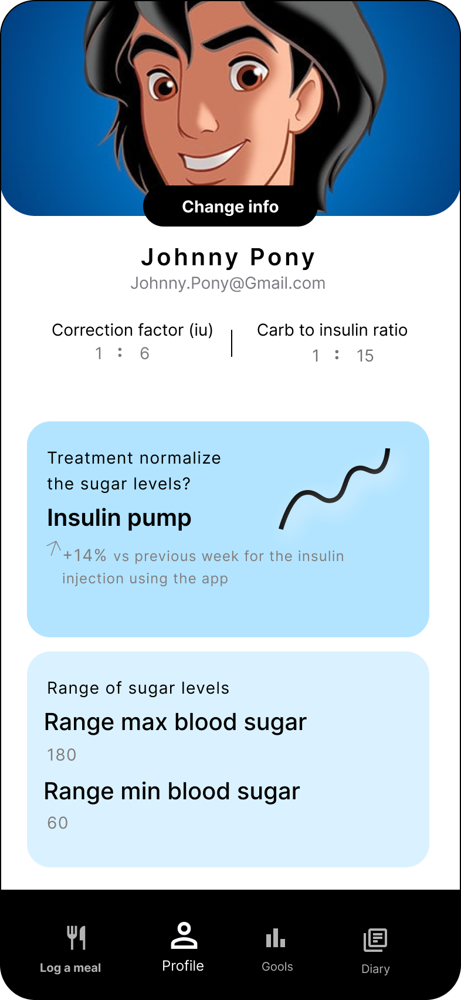 Change info
Johnny Pony
Johnny.Pony@Gmail.com
Correction factor (iu)
1 : 6
Carb to insulin ratio
1 : 15
Treatment normalize
the sugar levels?
Insulin pump
+14% vs previous week for the insulin
injection using the app
Range of sugar levels
Range max blood sugar
180
Range min blood sugar
60
Log a meal
Profile
Gools
Diary